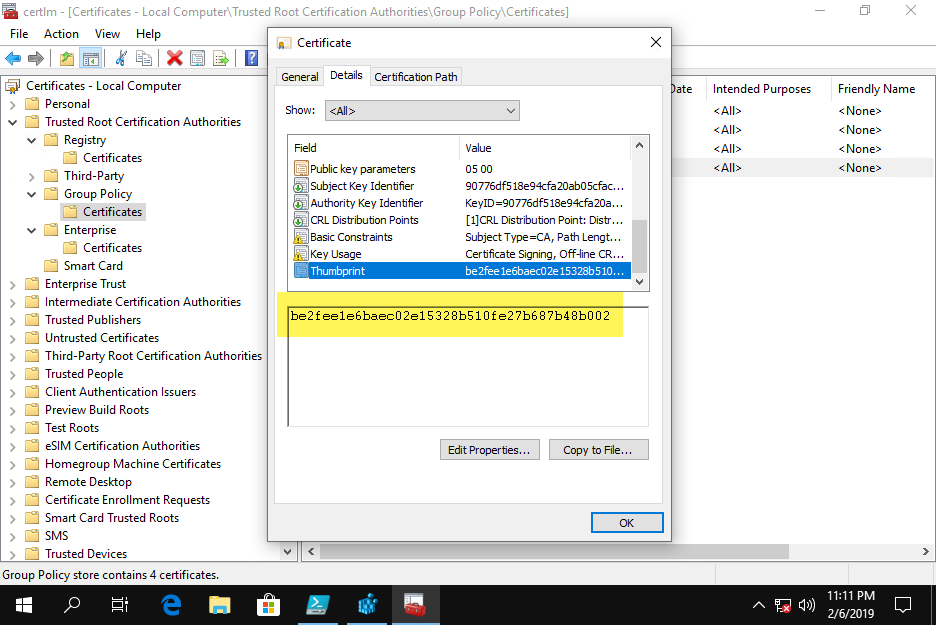 certlm - [Certificates - Local Computer\Trusted Root Certification Authorities\Group Policy\Certificates]
File Action View Help
Certificates - Local Computer
Personal
Trusted Root Certification Authorities
Registry
Certificates
Third-Party
Group Policy
Certificates
Enterprise
Certificates
Smart Card
Enterprise Trust
Intermediate Certification Authorities
Trusted Publishers
Untrusted Certificates
Third-Party Root Certification Authorities
Trusted People
Client Authentication Issuers
Preview Build Roots
Test Roots
eSIM Certification Authorities
Homegroup Machine Certificates
Remote Desktop
Certificate Enrollment Requests
Smart Card Trusted Roots
SMS
Trusted Devices
Certificate
General Details Certification Path
Show: <All>
Field Value
Public key parameters 05 00
Subject Key Identifier 90776df518e94cfa20ab05cfac...
Authority Key Identifier KeyID=90776df518e94cfa20a...
CRL Distribution Points [1]CRL Distribution Point: Distr...
Basic Constraints Subject Type=CA, Path Lengt...
Key Usage Certificate Signing, Off-line CR...
Thumbprint be2fee1e6baec02e15328b510...
be2fee1e6baec02e15328b510fe27b687b48b002
Edit Properties... Copy to File...
OK
Date Intended Purposes Friendly Name
<All> <None>
<All> <None>
<All> <None>
<All> <None>
Group Policy store contains 4 certificates.
11:11 PM
2/6/2019